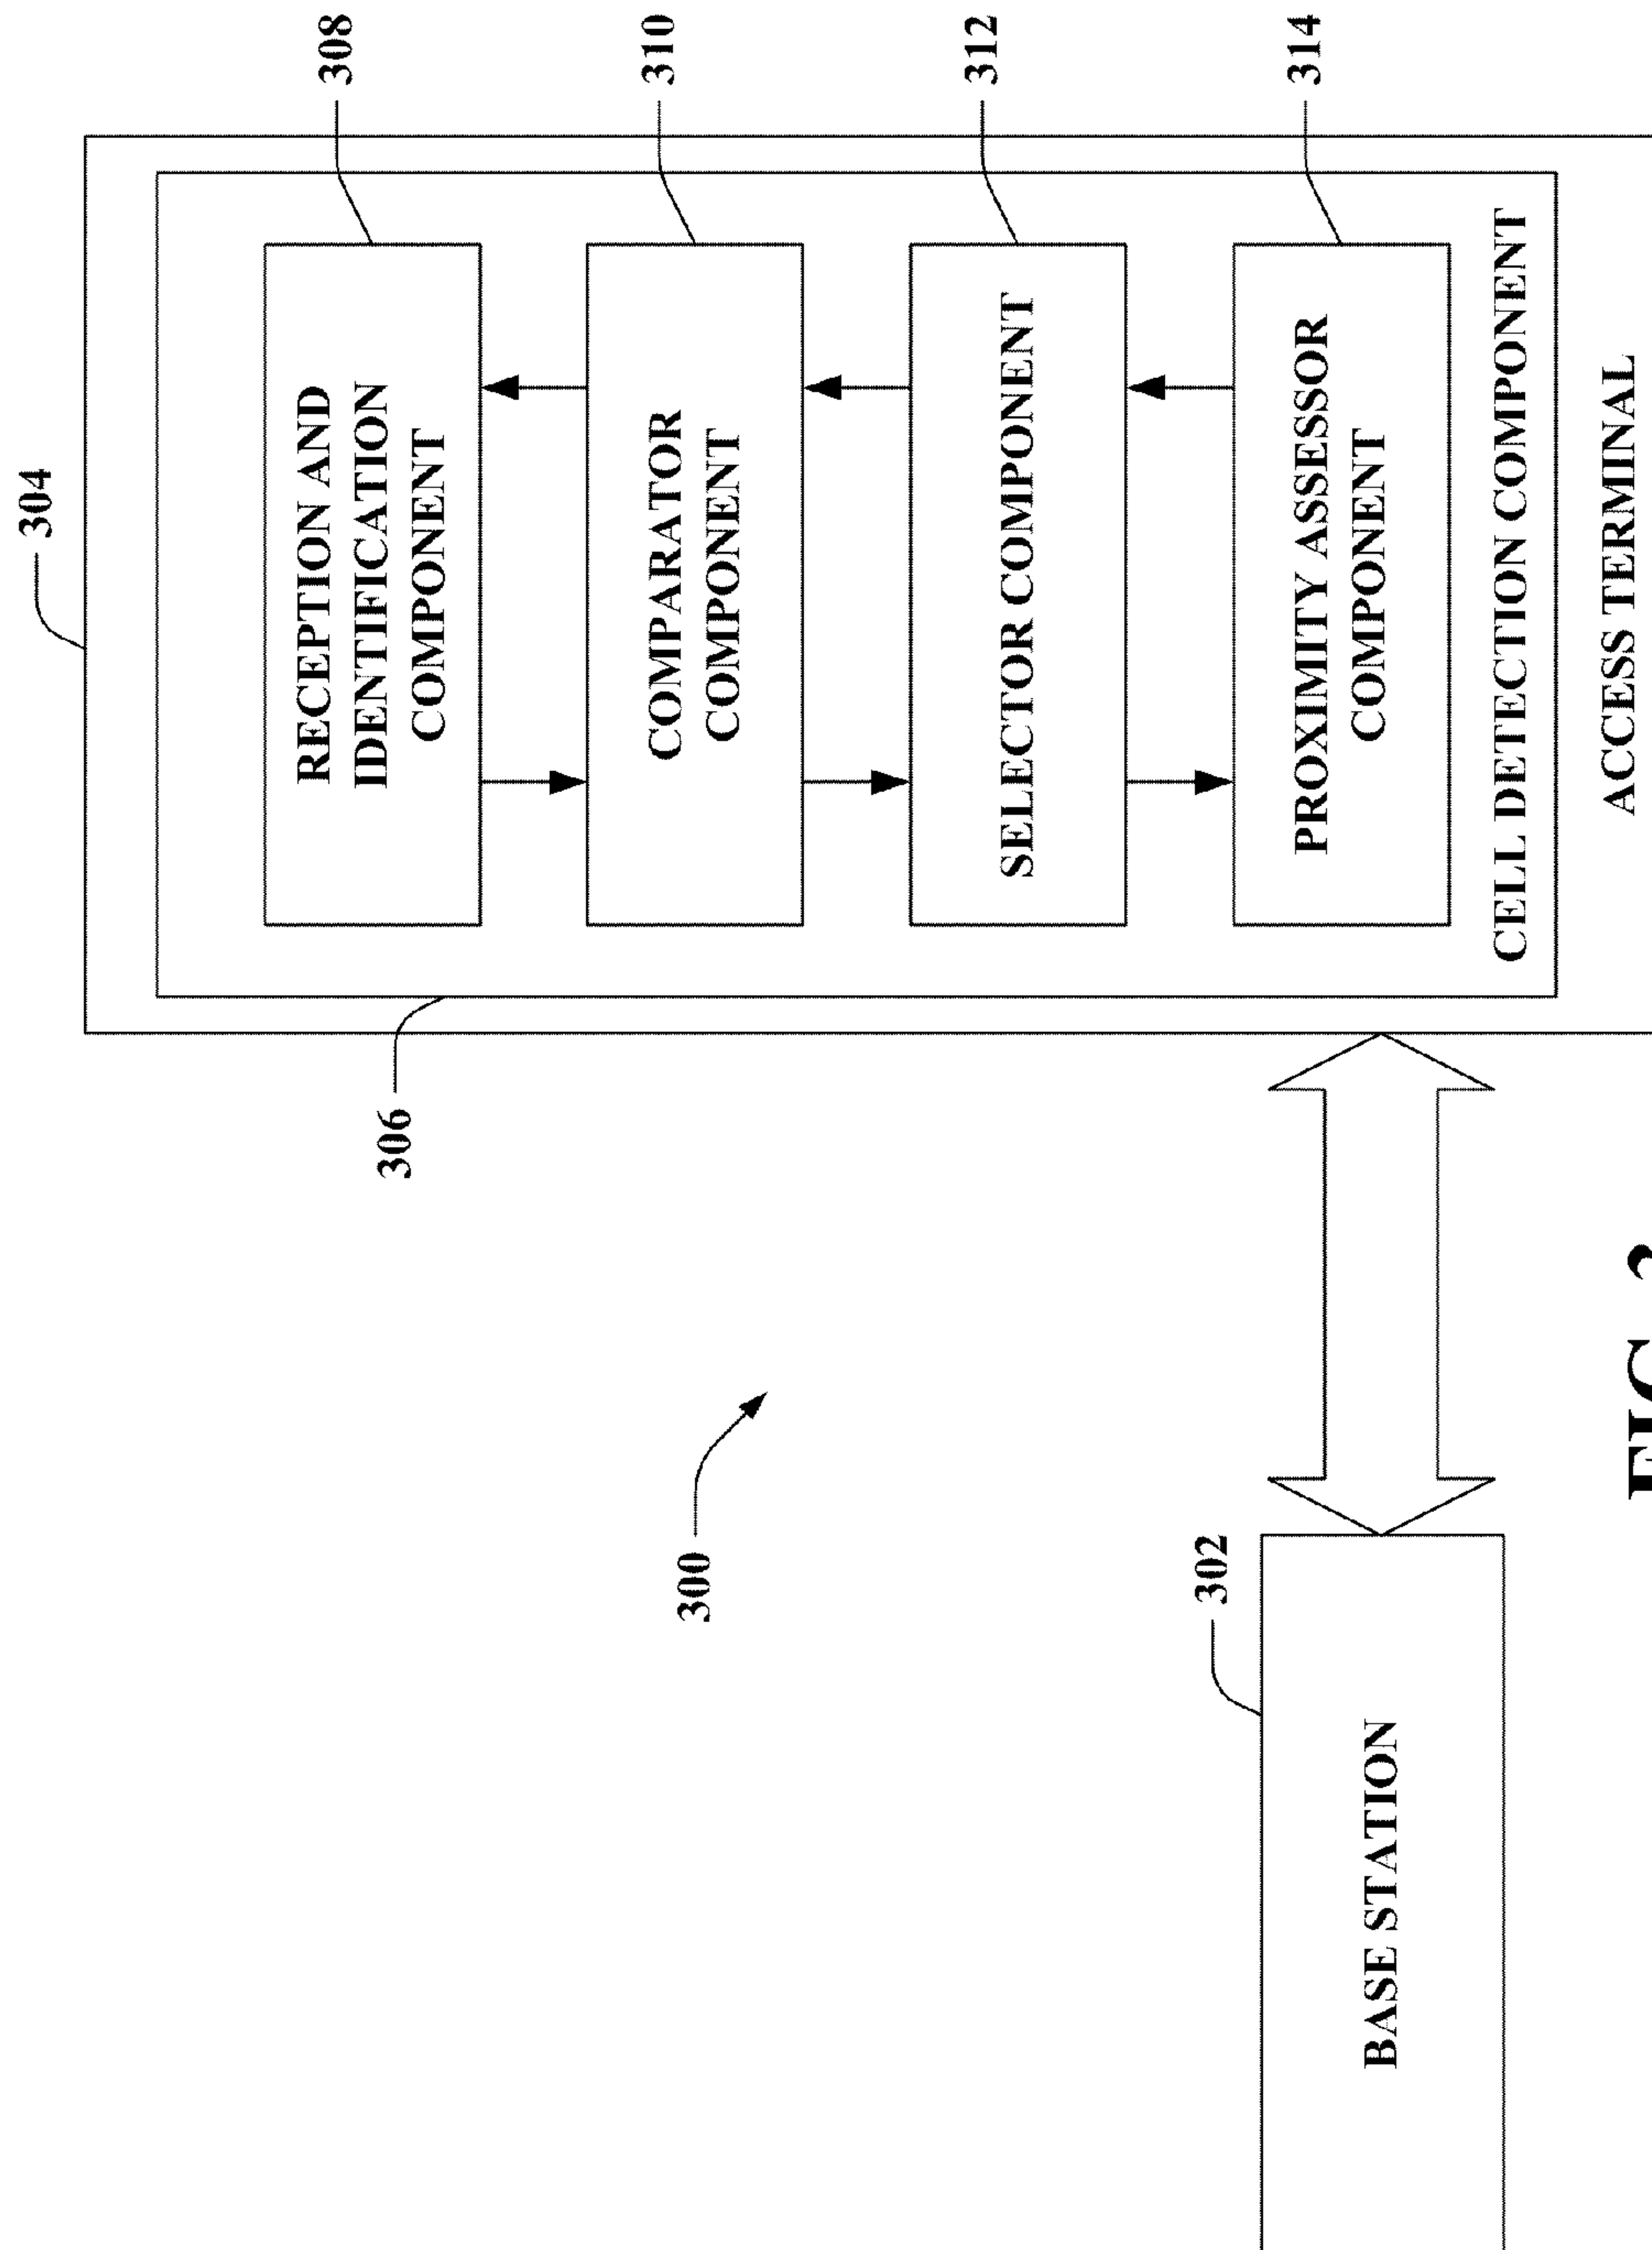 304
308
RECEPTION AND
IDENTIFICATION
COMPONENT
306
310
COMPARATOR
COMPONENT
300
312
SELECTOR COMPONENT
302
314
PROXIMITY ASSESSOR
COMPONENT
BASE STATION
CELL DETECTION COMPONENT
ACCESS TERMINAL
FIG